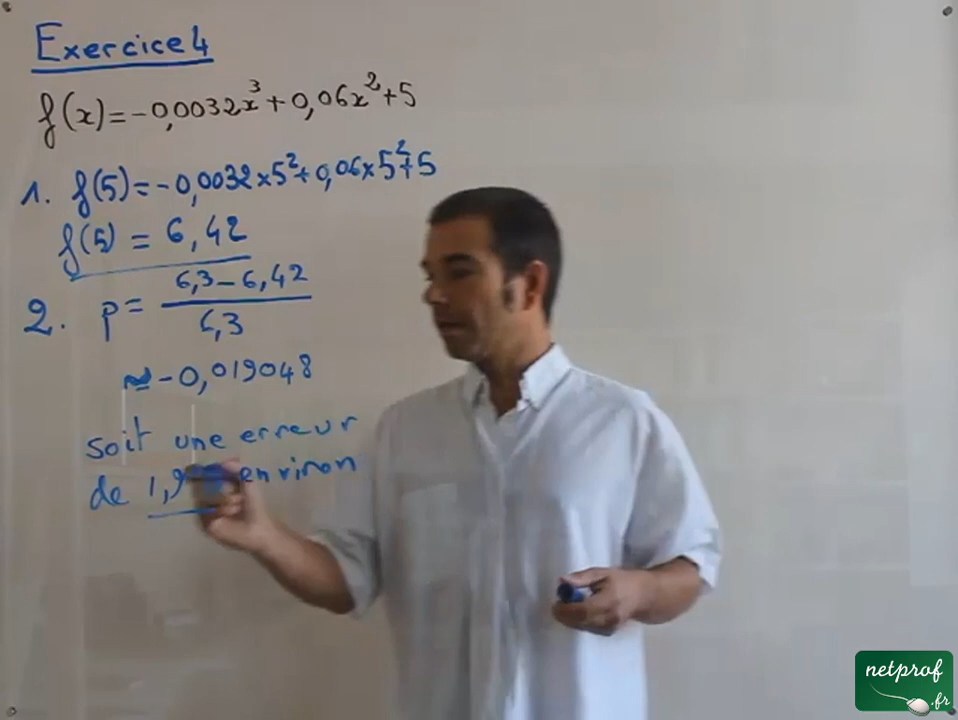 Exercice 4
f(x)=-0,0032x³+0,06x²+5
1. f(5)=-0,0032×5²+0,06×5²+5
f(5) = 6,42
2. p= 6,3-6,42
6,3
≈-0,019048
soit une erreur
de environ
netprof
.fr